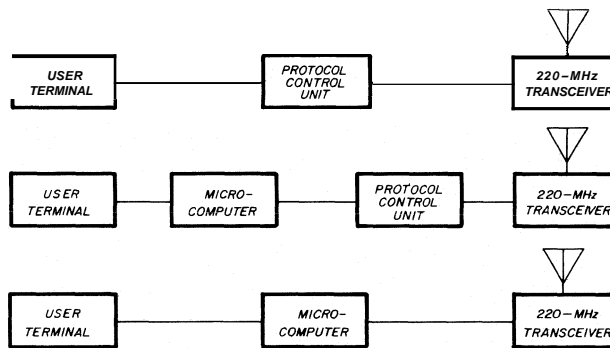 USER
TERMINAL
PROTOCOL
CONTROL
UNIT
220-MHz
TRANSCEIVER
USER
TERMINAL
MICRO-
COMPUTER
PROTOCOL
CONTROL
UNIT
220-MHz
TRANSCEIVER
USER
TERMINAL
MICRO-
COMPUTER
220-MHz
TRANSCEIVER